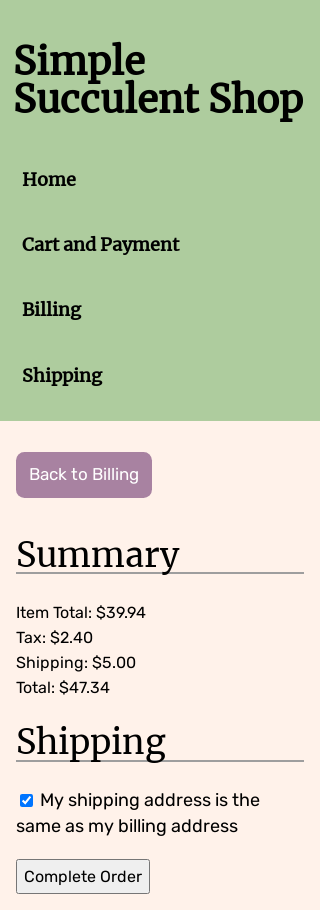 Simple
Succulent Shop
Home
Cart and Payment
Billing
Shipping
Back to Billing
Summary
Item Total: $39.94
Tax: $2.40
Shipping: $5.00
Total: $47.34
Shipping
My shipping address is the
same as my billing address
Complete Order